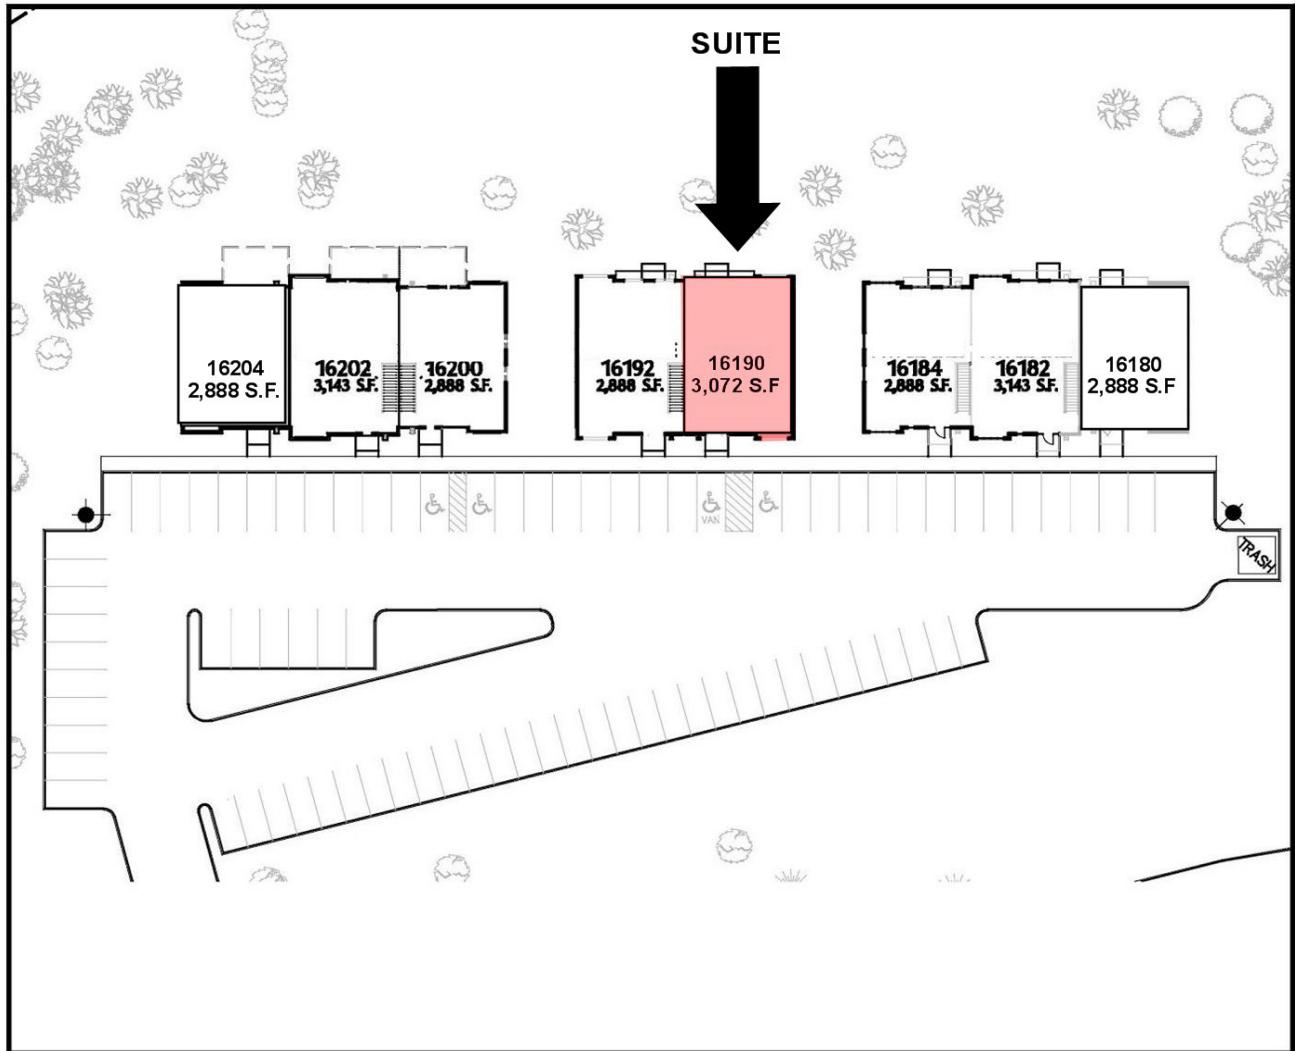 SUITE
16204
2,888 S.F.
16202
3,143 S.F.
16200
2,888 S.F.
16192
2,888 S.F.
16190
3,072 S.F
16184
2,888 S.F.
16182
3,143 S.F.
16180
2,888 S.F
VAN
TRASH